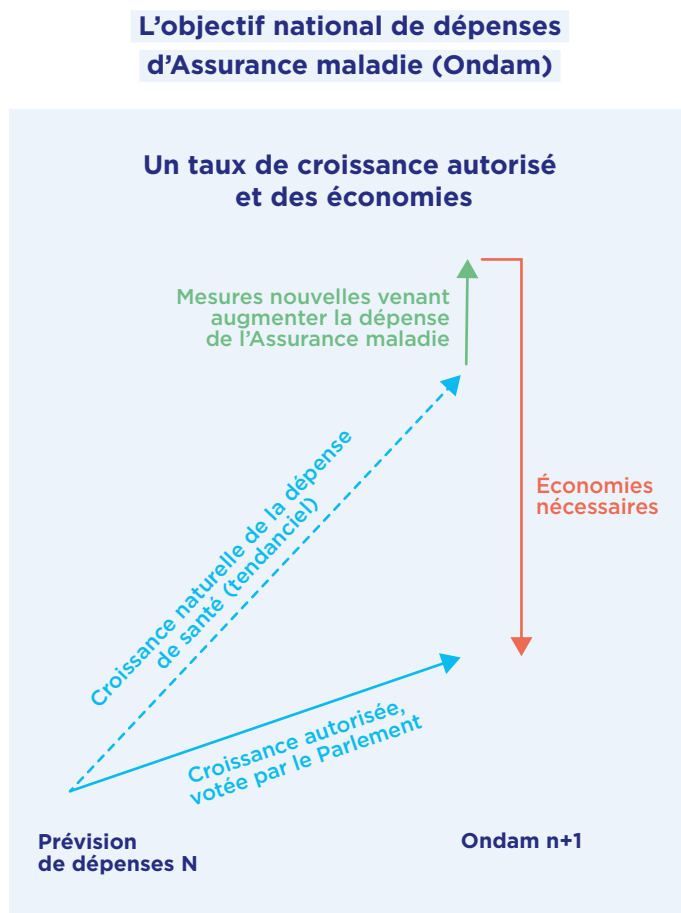 L’objectif national de dépenses
d’Assurance maladie (Ondam)
Un taux de croissance autorisé
et des économies
Mesures nouvelles venant
augmenter la dépense
de l’Assurance maladie
Économies
nécessaires
Croissance naturelle de la dépense
de santé (tendanciel)
Croissance autorisée,
votée par le Parlement
Prévision
de dépenses N
Ondam n+1